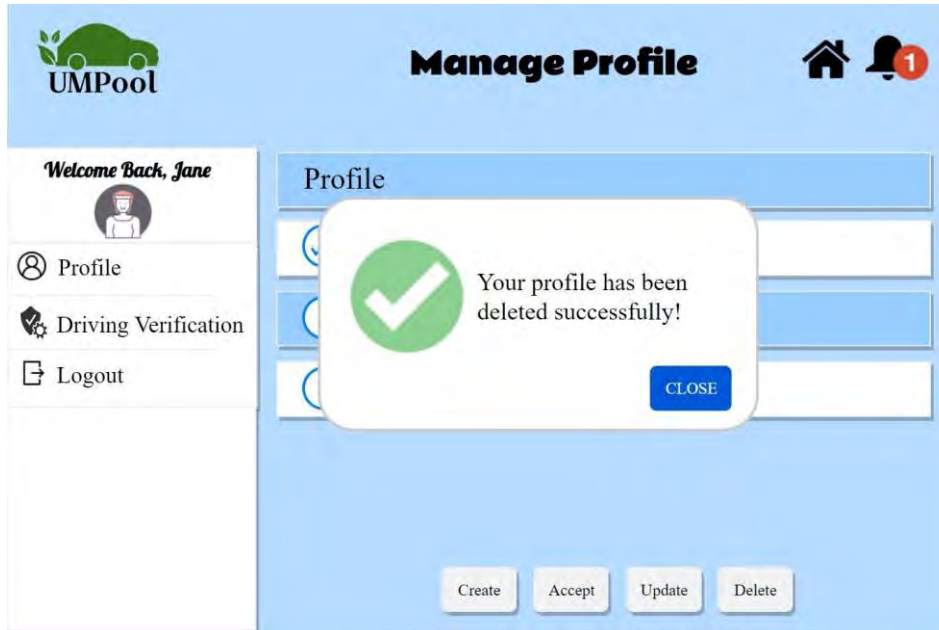 UMPool
Manage Profile
1
Welcome Back, Jane
Profile
Driving Verification
Logout
Profile
Your profile has been
deleted successfully!
CLOSE
Create
Accept
Update
Delete